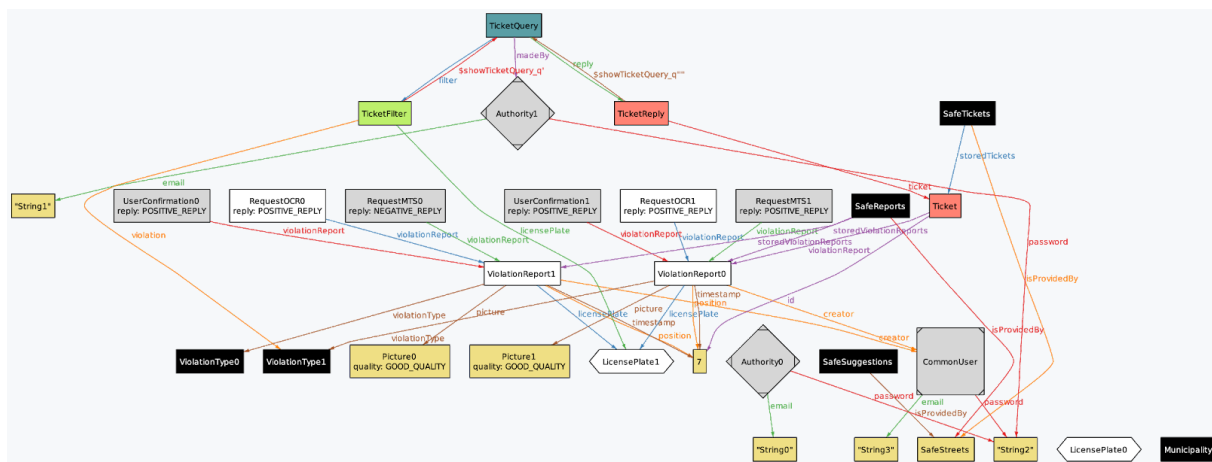 TicketQuery
madeBy
reply
$showTicketQuery_q'
$showTicketQuery_q""
filter
TicketFilter
Authority1
TicketReply
SafeTickets
storedTickets
email
ticket
"String1"
UserConfirmation0
reply: POSITIVE_REPLY
RequestOCR0
reply: POSITIVE_REPLY
RequestMTS0
reply: NEGATIVE_REPLY
UserConfirmation1
reply: POSITIVE_REPLY
RequestOCR1
reply: POSITIVE_REPLY
RequestMTS1
reply: POSITIVE_REPLY
SafeReports
Ticket
violation
licensePlate
violationReport
violationReport
violationReport
violationReport
violationReport
violationReport
storedViolationReports
violationReport
password
ViolationReport1
ViolationReport0
isProvidedBy
timestamp
position
id
violationType
picture
licensePlate
timestamp
picture
licensePlate
creator
isProvidedBy
violationType
position
creator
ViolationType0
ViolationType1
Picture0
quality: GOOD_QUALITY
Picture1
quality: GOOD_QUALITY
LicensePlate1
7
Authority0
SafeSuggestions
CommonUser
email
password
email
isProvidedBy
password
"String0"
"String3"
SafeStreets
"String2"
LicensePlate0
Municipality